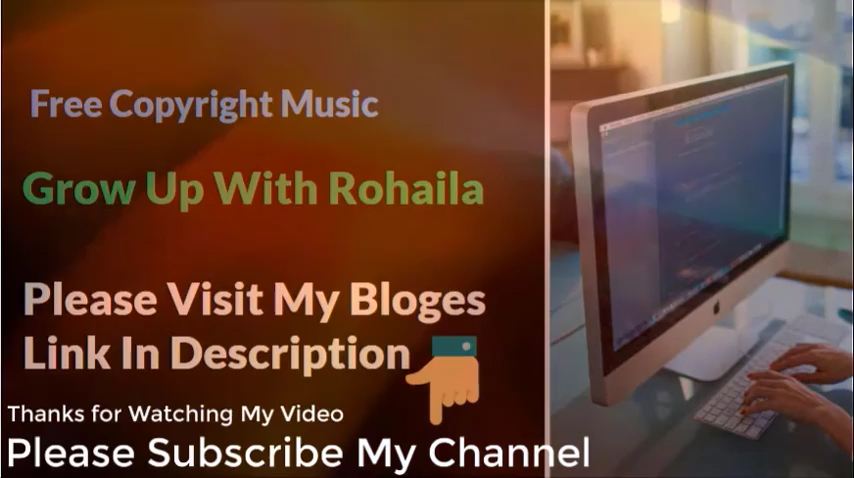 Free Copyright Music
Grow Up With Rohaila
Please Visit My Bloges
Link In Description
Thanks for Watching My Video
Please Subscribe My Channel